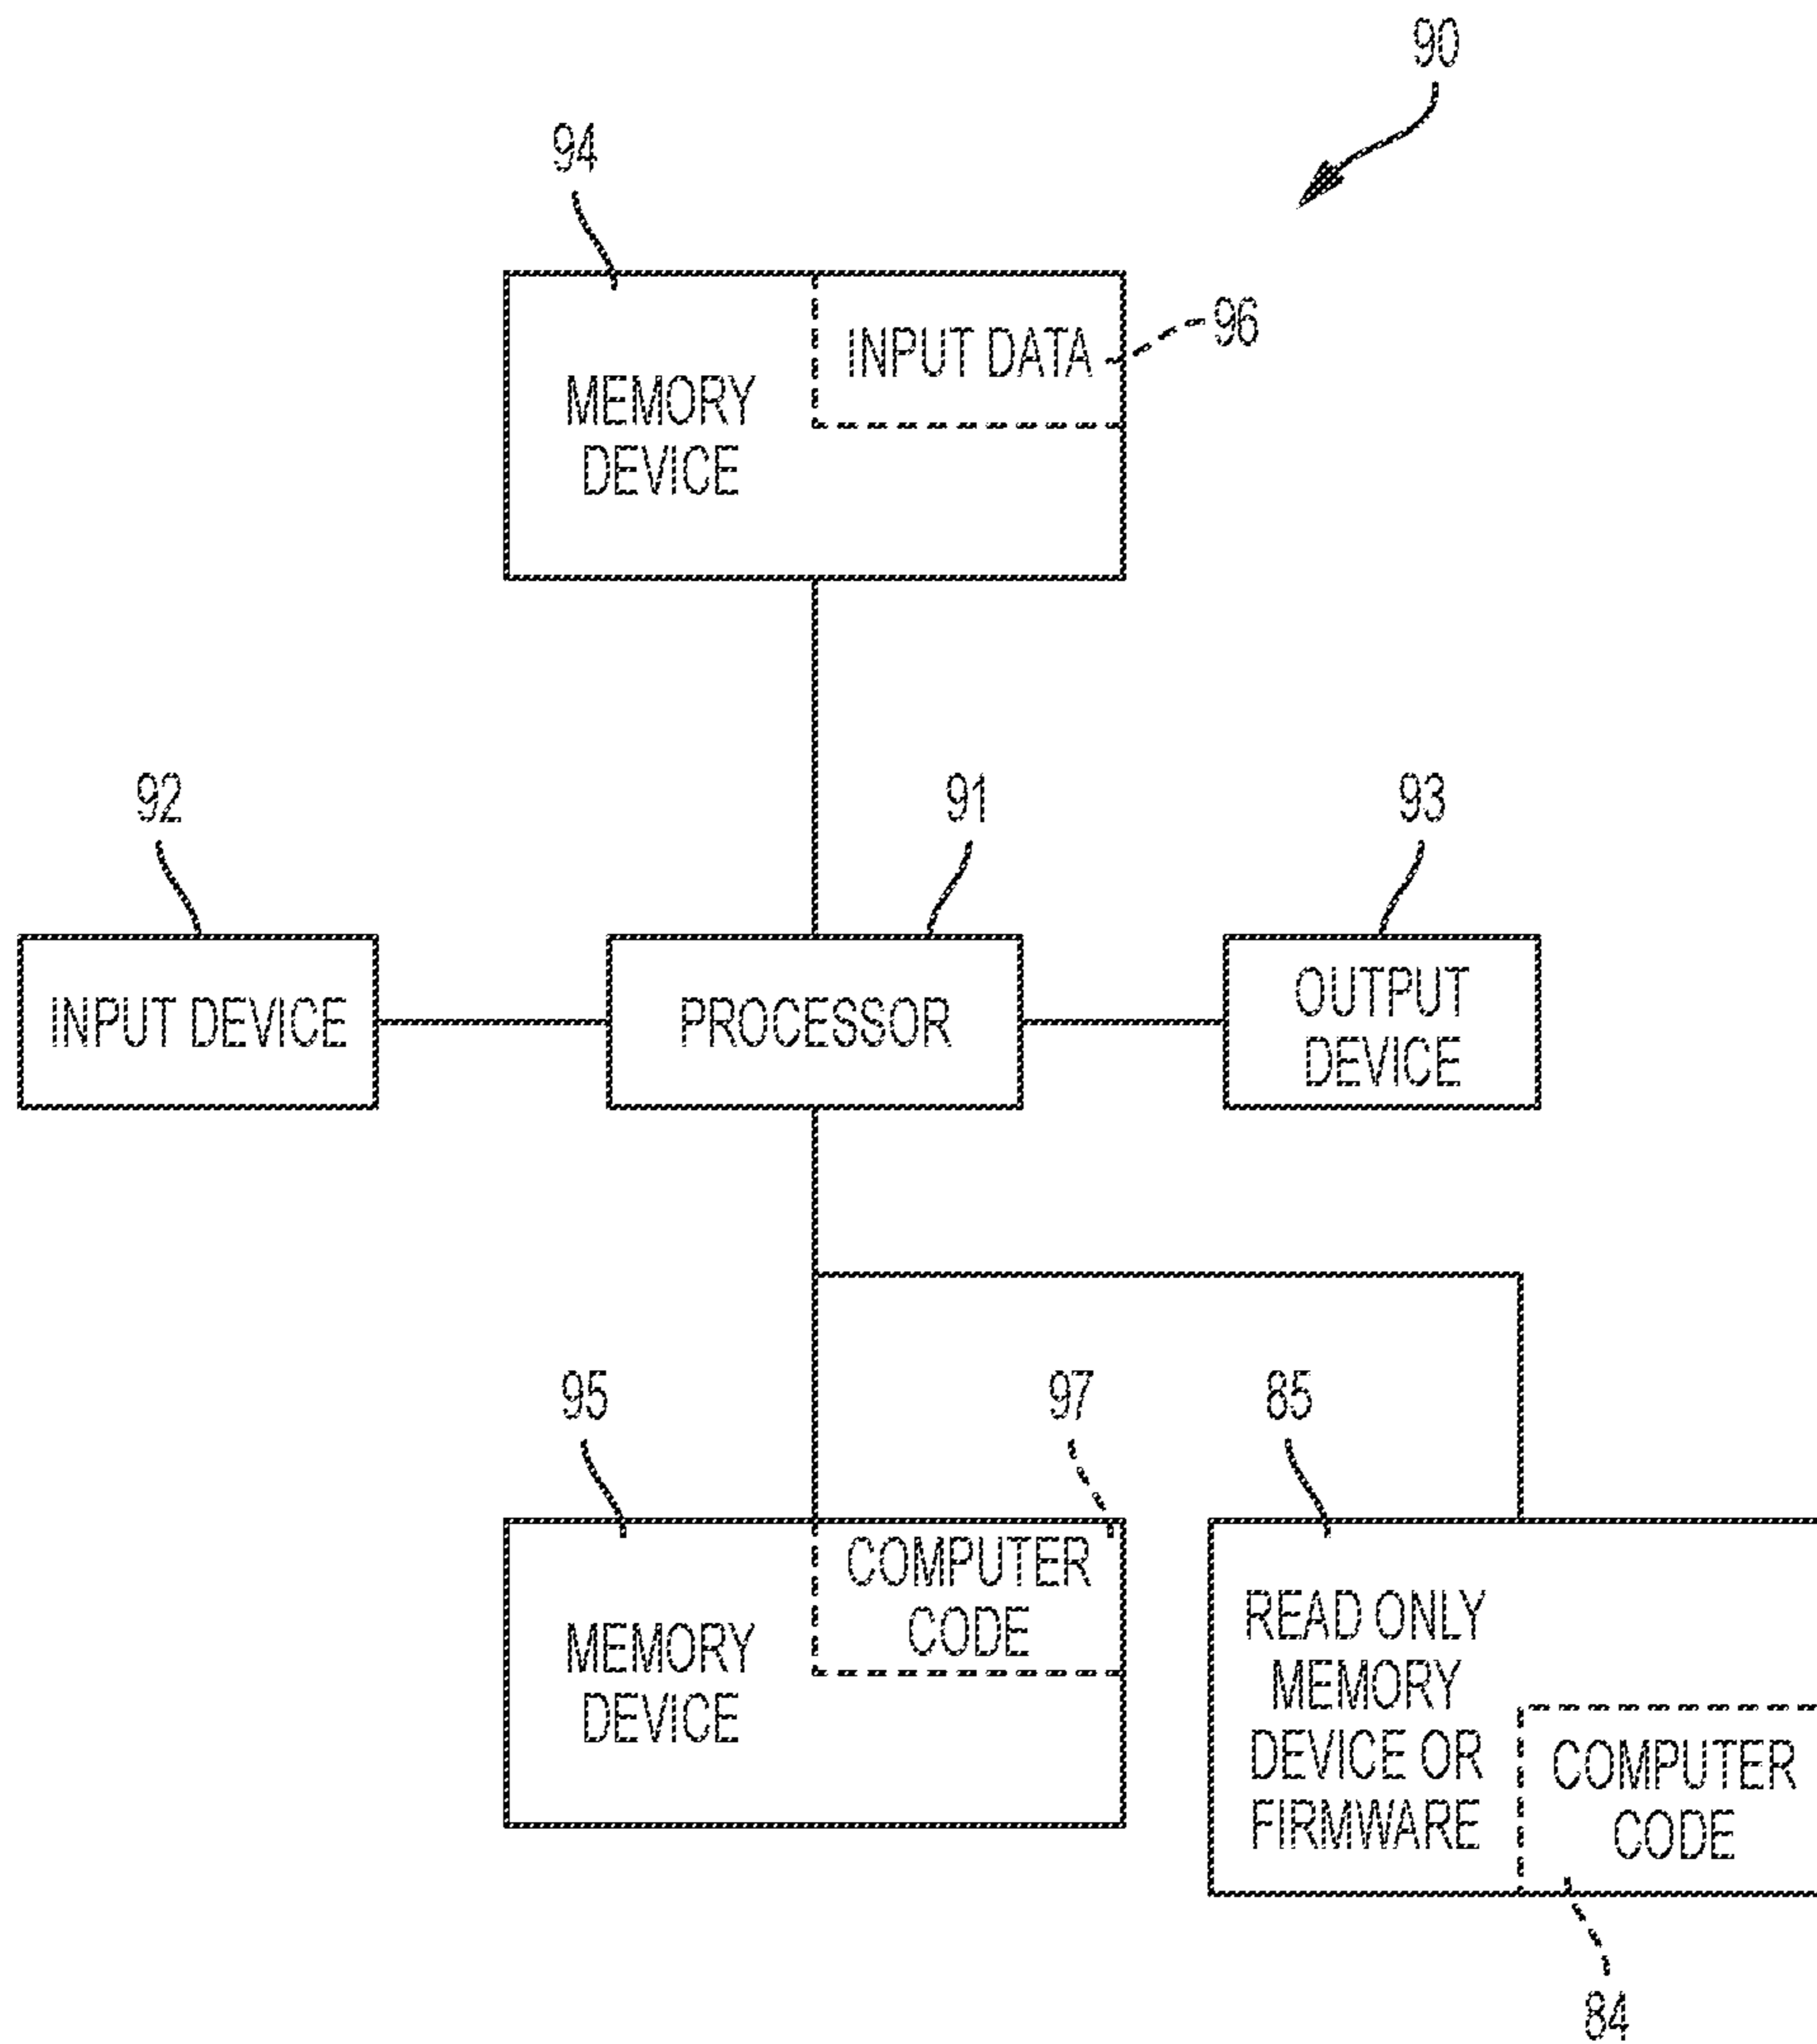 90
94
INPUT DATA
96
MEMORY
DEVICE
92
91
93
INPUT DEVICE
PROCESSOR
OUTPUT
DEVICE
95
97
85
COMPUTER
CODE
MEMORY
DEVICE
READ ONLY
MEMORY
DEVICE OR
FIRMWARE
COMPUTER
CODE
84